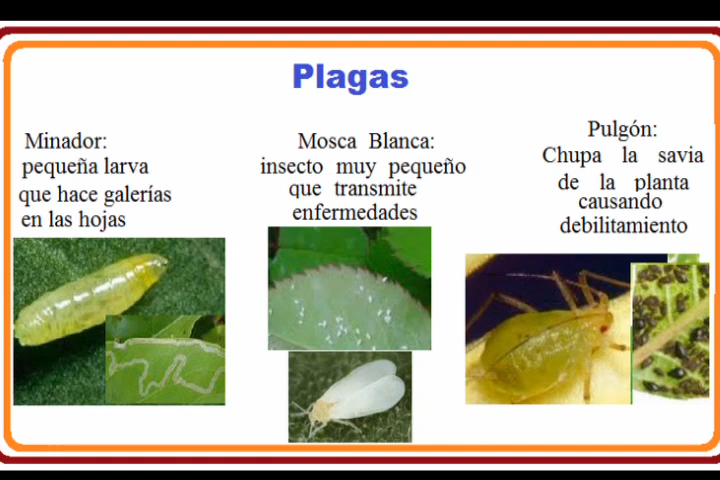 Plagas
Minador:
pequeña larva
que hace galerías
en las hojas
Mosca Blanca:
insecto muy pequeño
que transmite
enfermedades
Pulgón:
Chupa la savia
de la planta
causando
debilitamiento